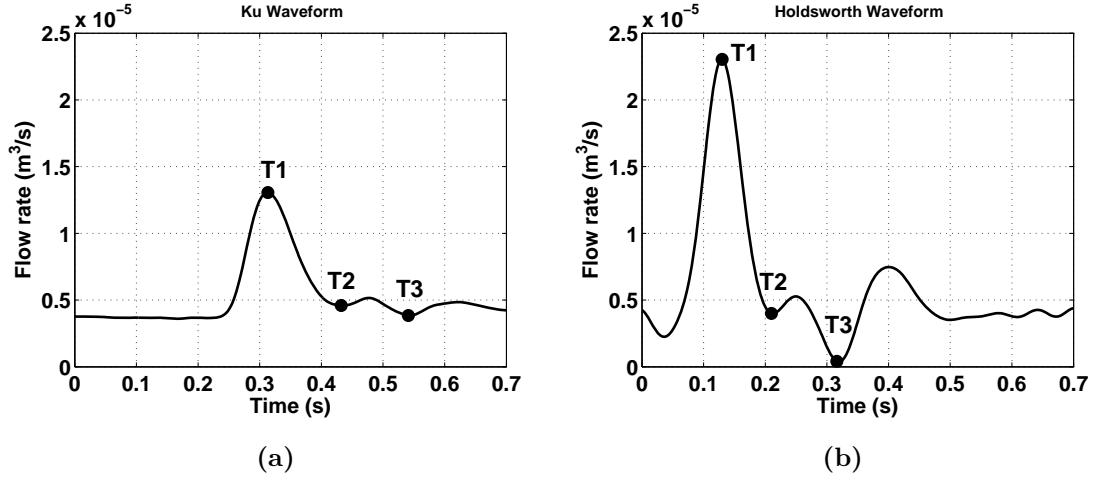 x 10⁻⁵ Ku Waveform
2.5
2
1.5
1
0.5
0
Flow rate (m³/s)
T1
T2
T3
0 0.1 0.2 0.3 0.4 0.5 0.6 0.7
Time (s)
(a)
x 10⁻⁵ Holdsworth Waveform
2.5
2
1.5
1
0.5
0
Flow rate (m³/s)
T1
T2
T3
0 0.1 0.2 0.3 0.4 0.5 0.6 0.7
Time (s)
(b)